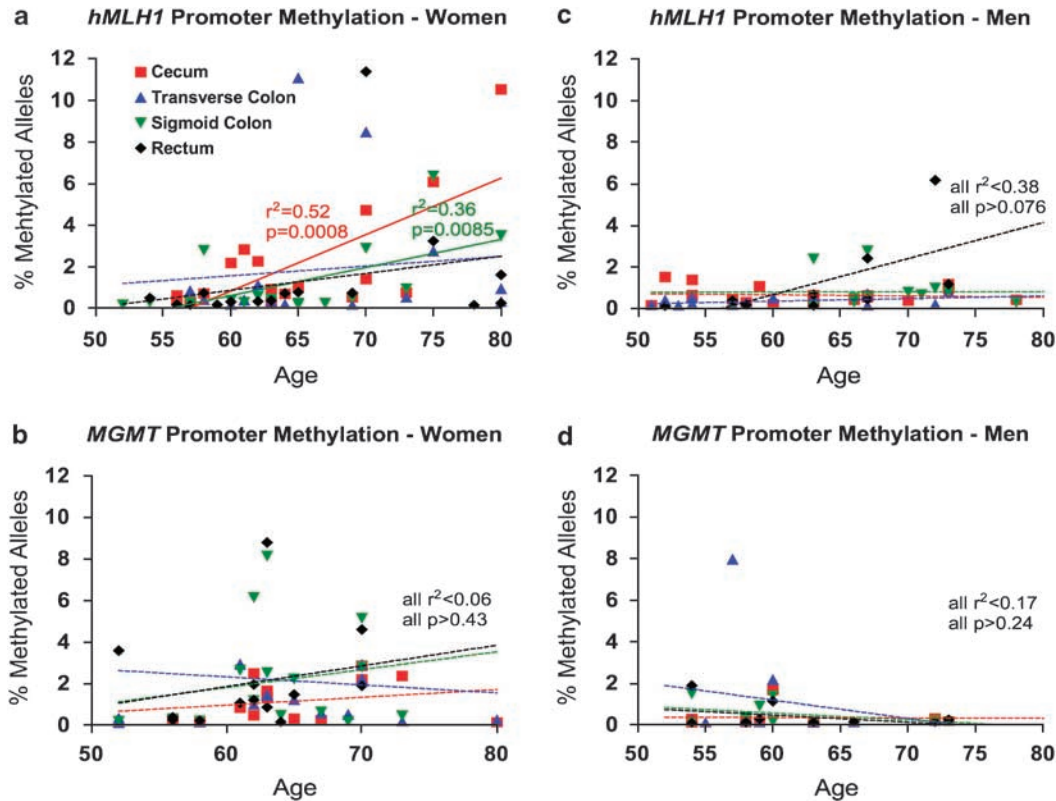 a hMLH1 Promoter Methylation - Women
% Mehtylated Alleles
12
10
8
6
4
2
0
Cecum
Transverse Colon
Sigmoid Colon
Rectum
r²=0.52
p=0.0008
r²=0.36
p=0.0085
50 55 60 65 70 75 80
Age
c hMLH1 Promoter Methylation - Men
% Methylated Alleles
12
10
8
6
4
2
0
all r²<0.38
all p>0.076
50 55 60 65 70 75 80
Age
b MGMT Promoter Methylation - Women
% Methylated Alleles
12
10
8
6
4
2
0
all r²<0.06
all p>0.43
50 60 70 80
Age
d MGMT Promoter Methylation - Men
% Methylated Alleles
12
10
8
6
4
2
0
all r²<0.17
all p>0.24
50 55 60 65 70 75 80
Age